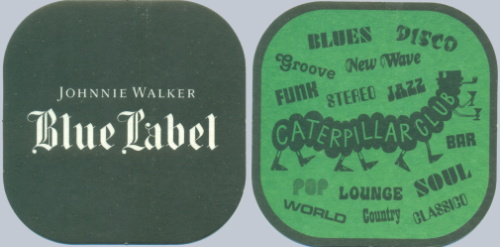 JOHNNIE WALKER
Blue Label
BLUES DISCO
Groove New Wave
FUNK STEREO JAZZ
CATERPILLAR CLUB
BAR
POP LOUNGE SOUL
WORLD Country CLASSICO